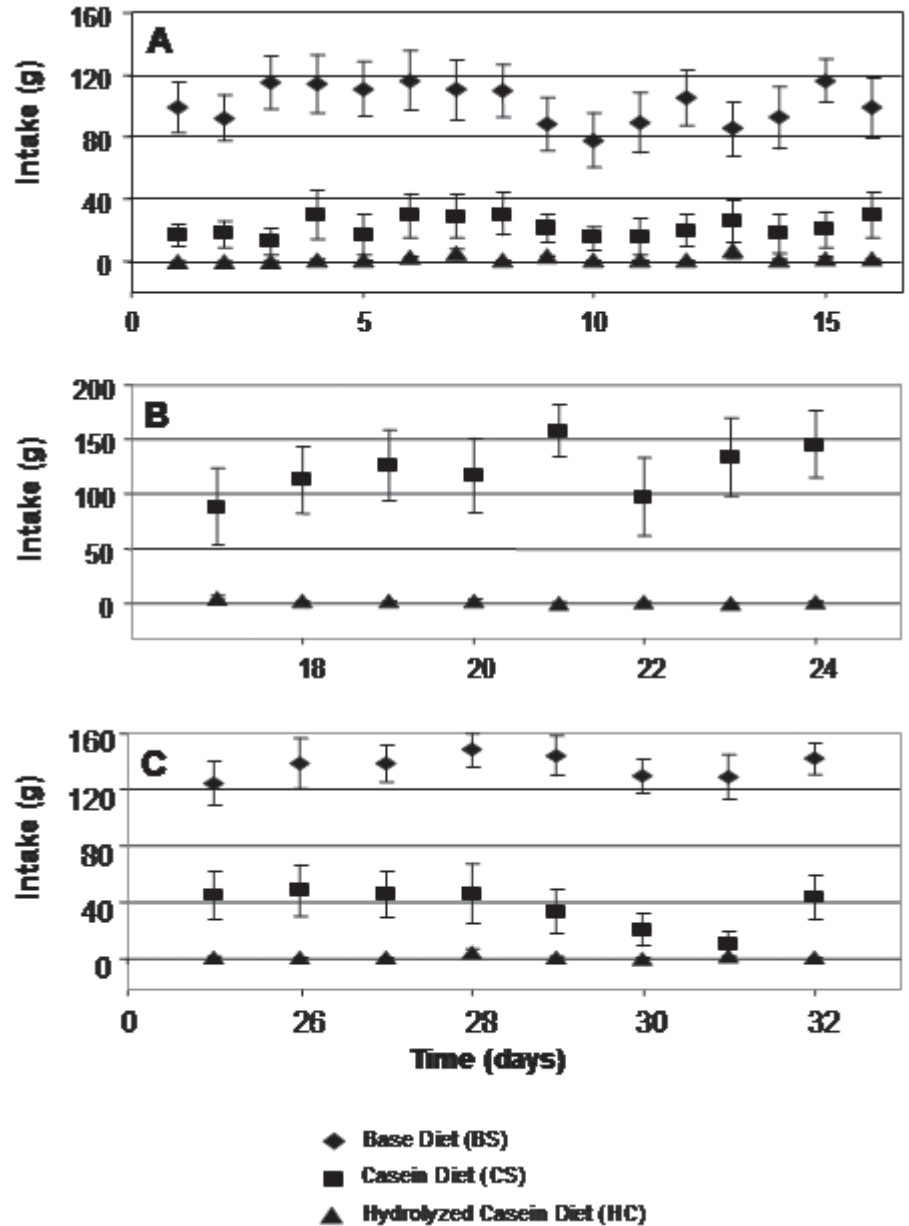 A
Intake (g)
160
120
80
40
0
0 5 10 15
B
Intake (g)
200
150
100
50
0
18 20 22 24
C
Intake (g)
160
120
80
40
0
0 26 28 30 32
Time (days)
Base Diet (BS)
Casein Diet (CS)
Hydrolyzed Casein Diet (HC)